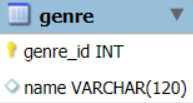 genre
genre_id INT
name VARCHAR(120)